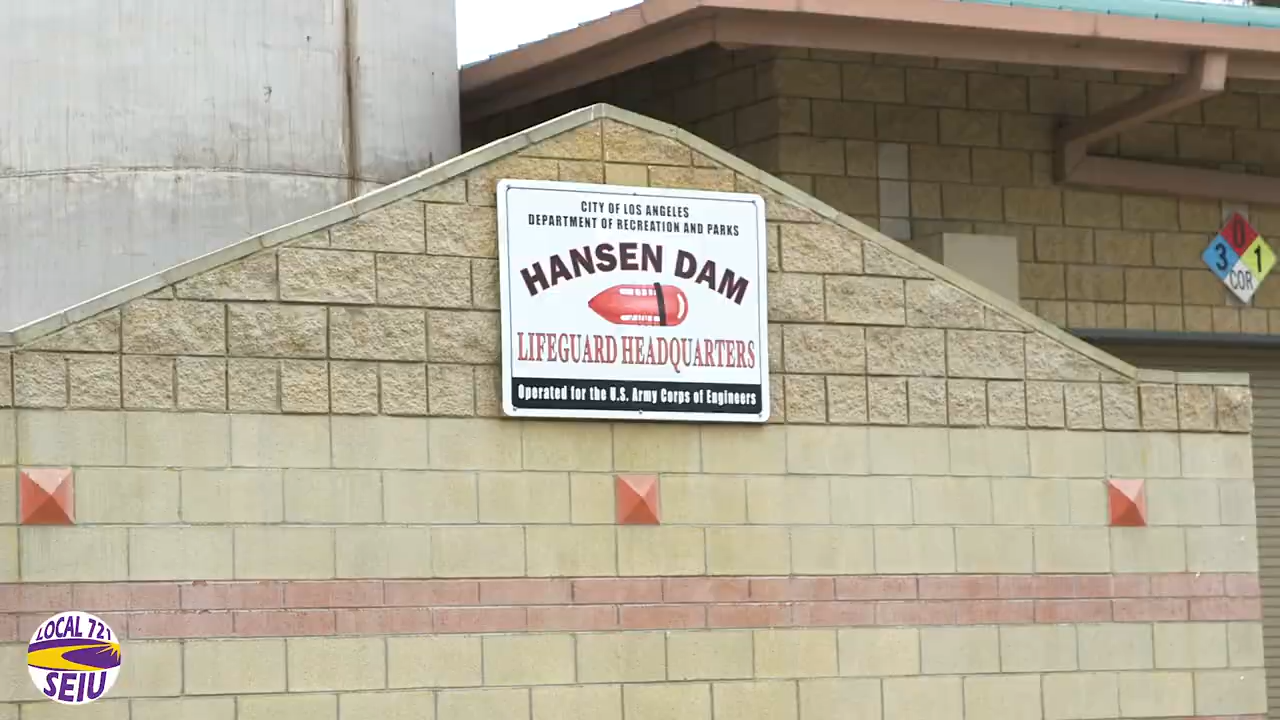 CITY OF LOS ANGELES
DEPARTMENT OF RECREATION AND PARKS
HANSEN DAM
LIFEGUARD HEADQUARTERS
Operated for the U.S. Army Corps of Engineers
0
3 1
COR
LOCAL 721
SEIU